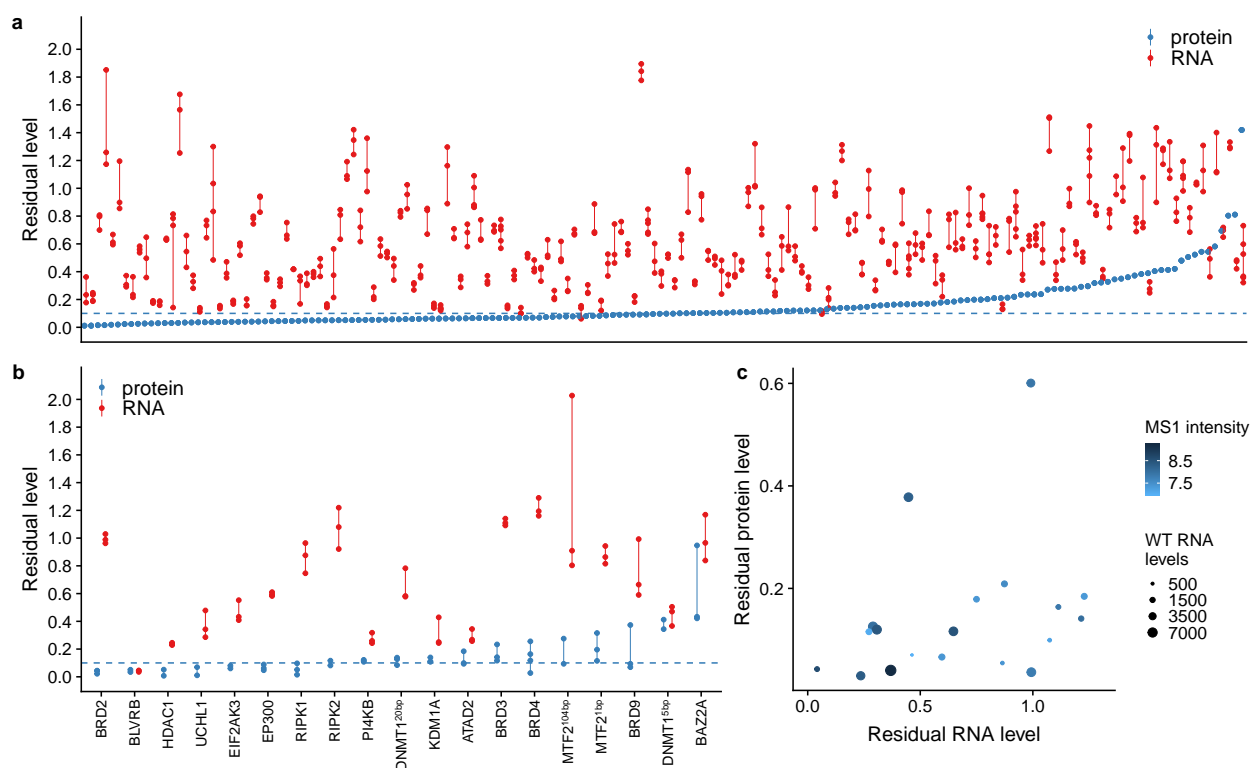 a
protein
RNA
Residual level
2.0
1.8
1.6
1.4
1.2
1.0
0.8
0.6
0.4
0.2
0.0
b
protein
RNA
Residual level
2.0
1.8
1.6
1.4
1.2
1.0
0.8
0.6
0.4
0.2
0.0
BRD2
BLVRB
HDAC1
UCHL1
EIF2AK3
EP300
RIPK1
RIPK2
PI4KB
DNMT1²⁰ᵇᵖ
KDM1A
ATAD2
BRD3
BRD4
MTF2¹⁰⁴ᵇᵖ
MTF2¹ᵇᵖ
BRD9
DNMT1⁵ᵇᵖ
BAZ2A
c
Residual protein level
0.6
0.4
0.2
0.0 0.5 1.0
Residual RNA level
MS1 intensity
8.5
7.5
WT RNA
levels
500
1500
3500
7000